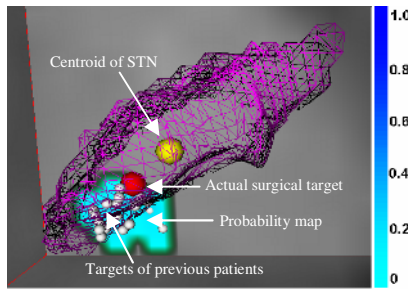 1.0
Centroid of STN
0.8
0.6
0.4
Actual surgical target
Probability map
0.2
Targets of previous patients
0